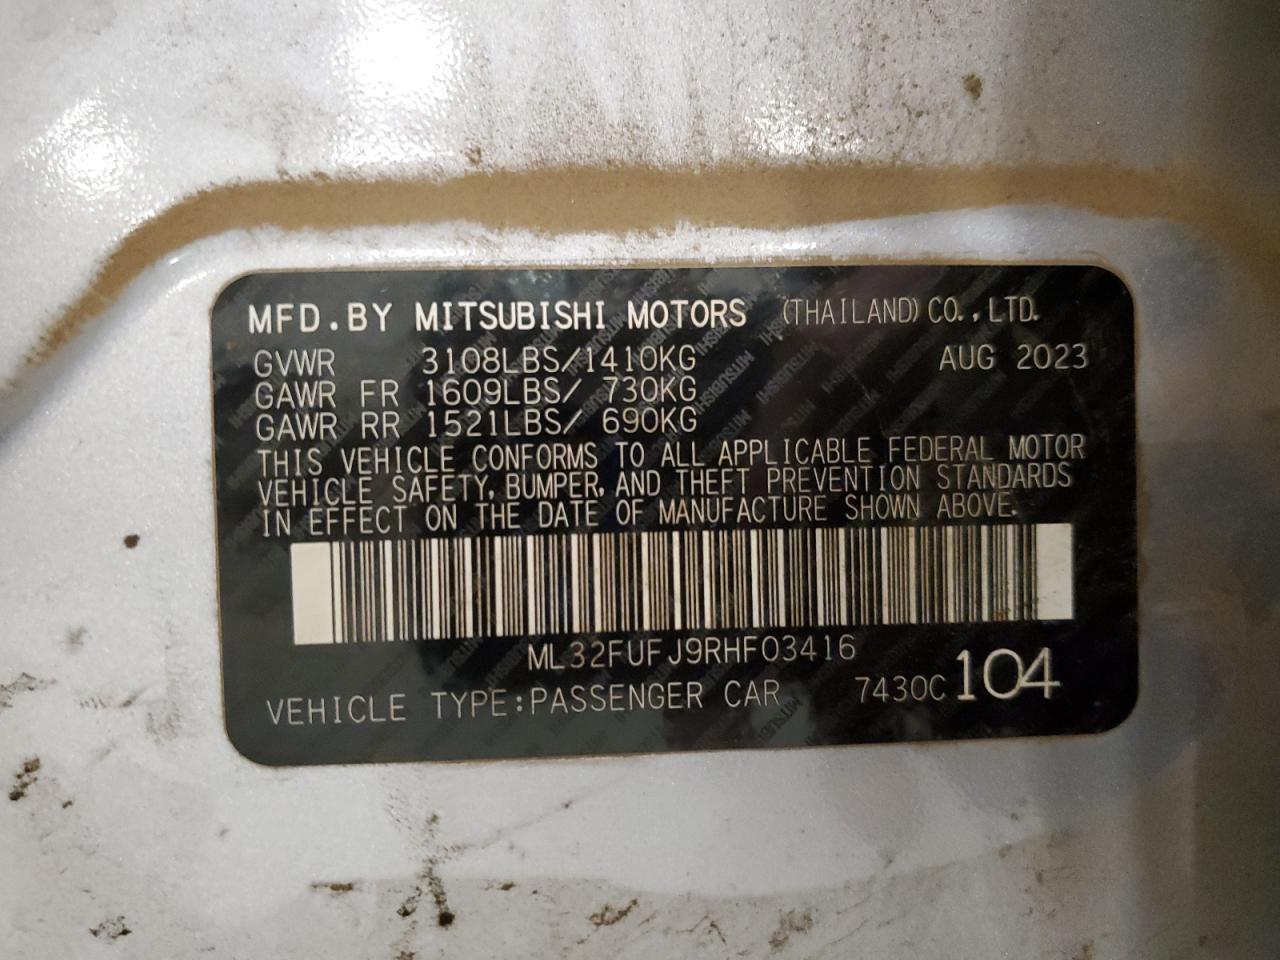 MFD.BY MITSUBISHI MOTORS (THAILAND) CO.,LTD.
GVWR 3108LBS/1410KG AUG 2023
GAWR FR 1609LBS/ 730KG
GAWR RR 1521LBS/ 690KG
THIS VEHICLE CONFORMS TO ALL APPLICABLE FEDERAL MOTOR
VEHICLE SAFETY, BUMPER, AND THEFT PREVENTION STANDARDS
IN EFFECT ON THE DATE OF MANUFACTURE SHOWN ABOVE.
ML32FUFJ9RHF03416
VEHICLE TYPE:PASSENGER CAR 7430C 104